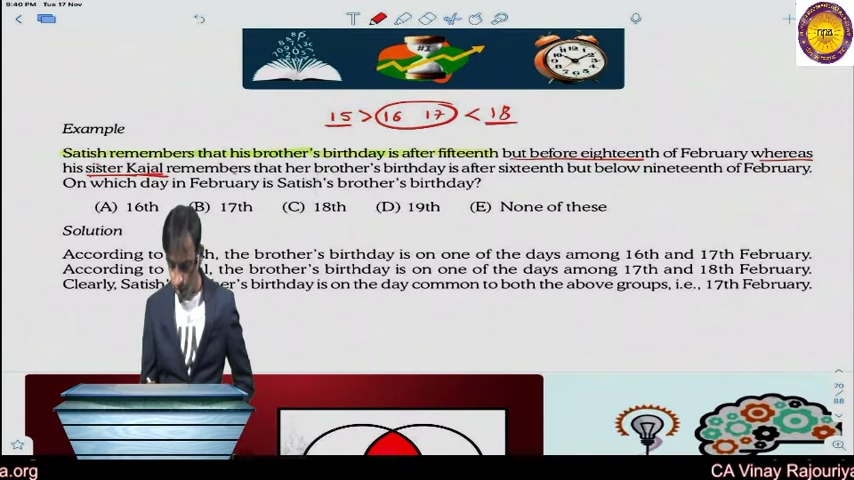 9:40 PM Tue 17 Nov
#1
15 > 16 17 < 18
Example
Satish remembers that his brother's birthday is after fifteenth but before eighteenth of February whereas
his sister Kajal remembers that her brother's birthday is after sixteenth but below nineteenth of February.
On which day in February is Satish's brother's birthday?
(A) 16th (B) 17th (C) 18th (D) 19th (E) None of these
Solution
According to the brother's birthday is on one of the days among 16th and 17th February.
According to the brother's birthday is on one of the days among 17th and 18th February.
Clearly, Satish's birthday is on the day common to both the above groups, i.e., 17th February.
70
88
a.org
CA Vinay Rajouriya